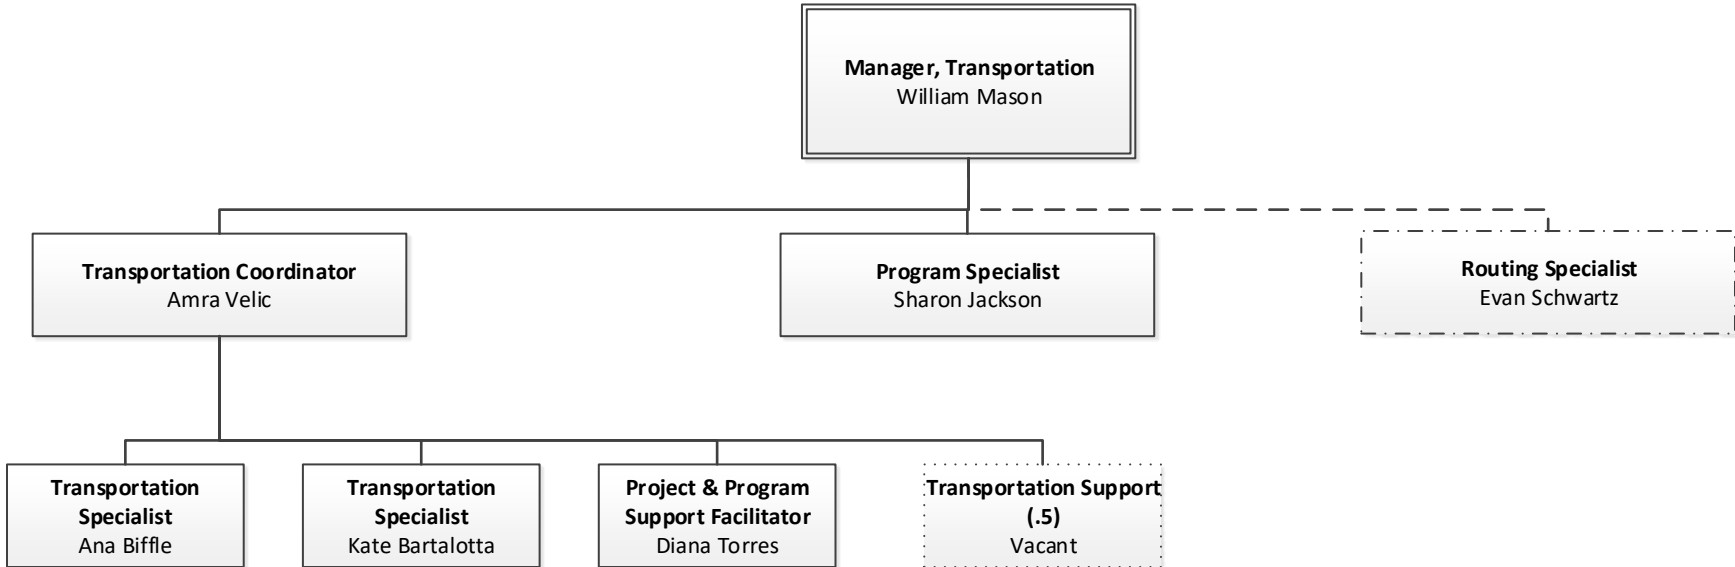 Manager, Transportation
William Mason
Transportation Coordinator
Amra Velic
Program Specialist
Sharon Jackson
Routing Specialist
Evan Schwartz
Transportation
Specialist
Ana Biffle
Transportation
Specialist
Kate Bartalotta
Project & Program
Support Facilitator
Diana Torres
Transportation Support
(.5)
Vacant